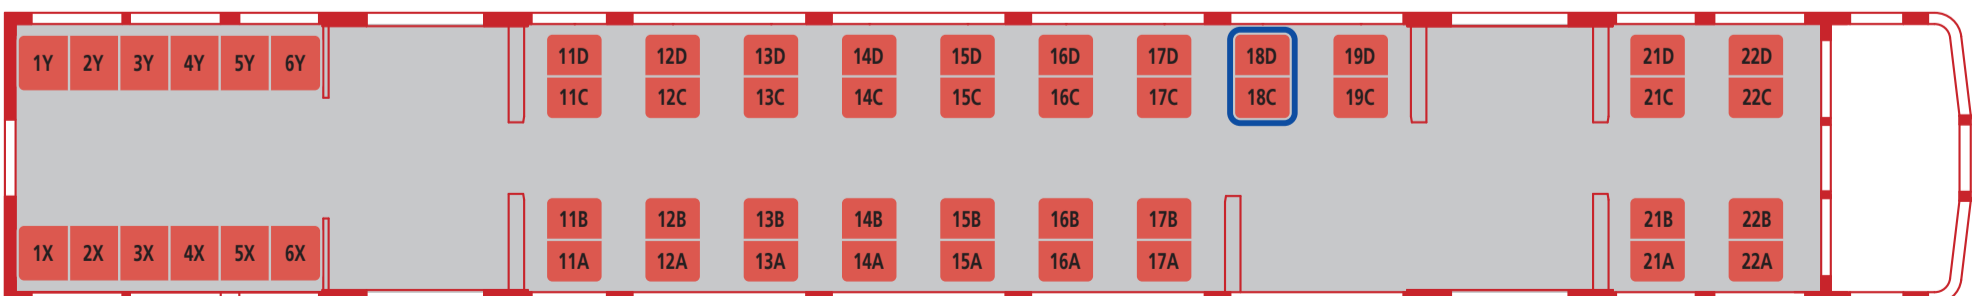 1Y 2Y 3Y 4Y 5Y 6Y 11D 12D 13D 14D 15D 16D 17D 18D 19D 21D 22D
11C 12C 13C 14C 15C 16C 17C 18C 19C 21C 22C
11B 12B 13B 14B 15B 16B 17B 21B 22B
1X 2X 3X 4X 5X 6X 11A 12A 13A 14A 15A 16A 17A 21A 22A